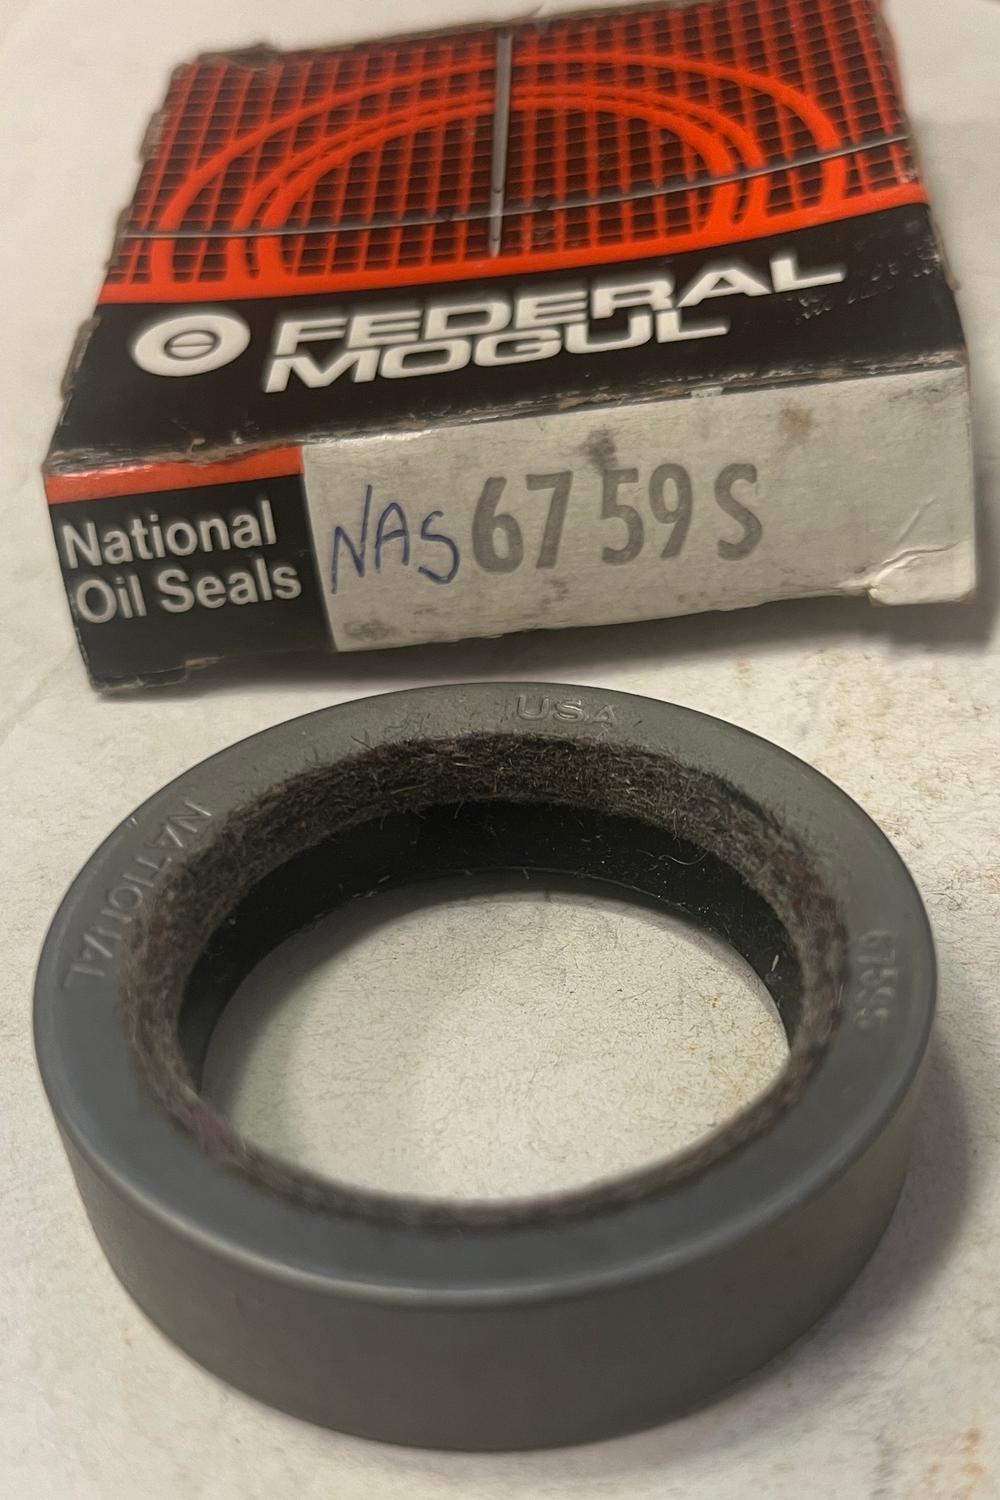 FEDERAL
MOGUL
National
Oil Seals
NAS 6759S
USA
NATIONAL
6759S